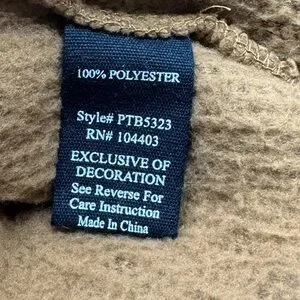 100% POLYESTER
Style# PTB5323
RN# 104403
EXCLUSIVE OF
DECORATION
See Reverse For
Care Instruction
Made In China